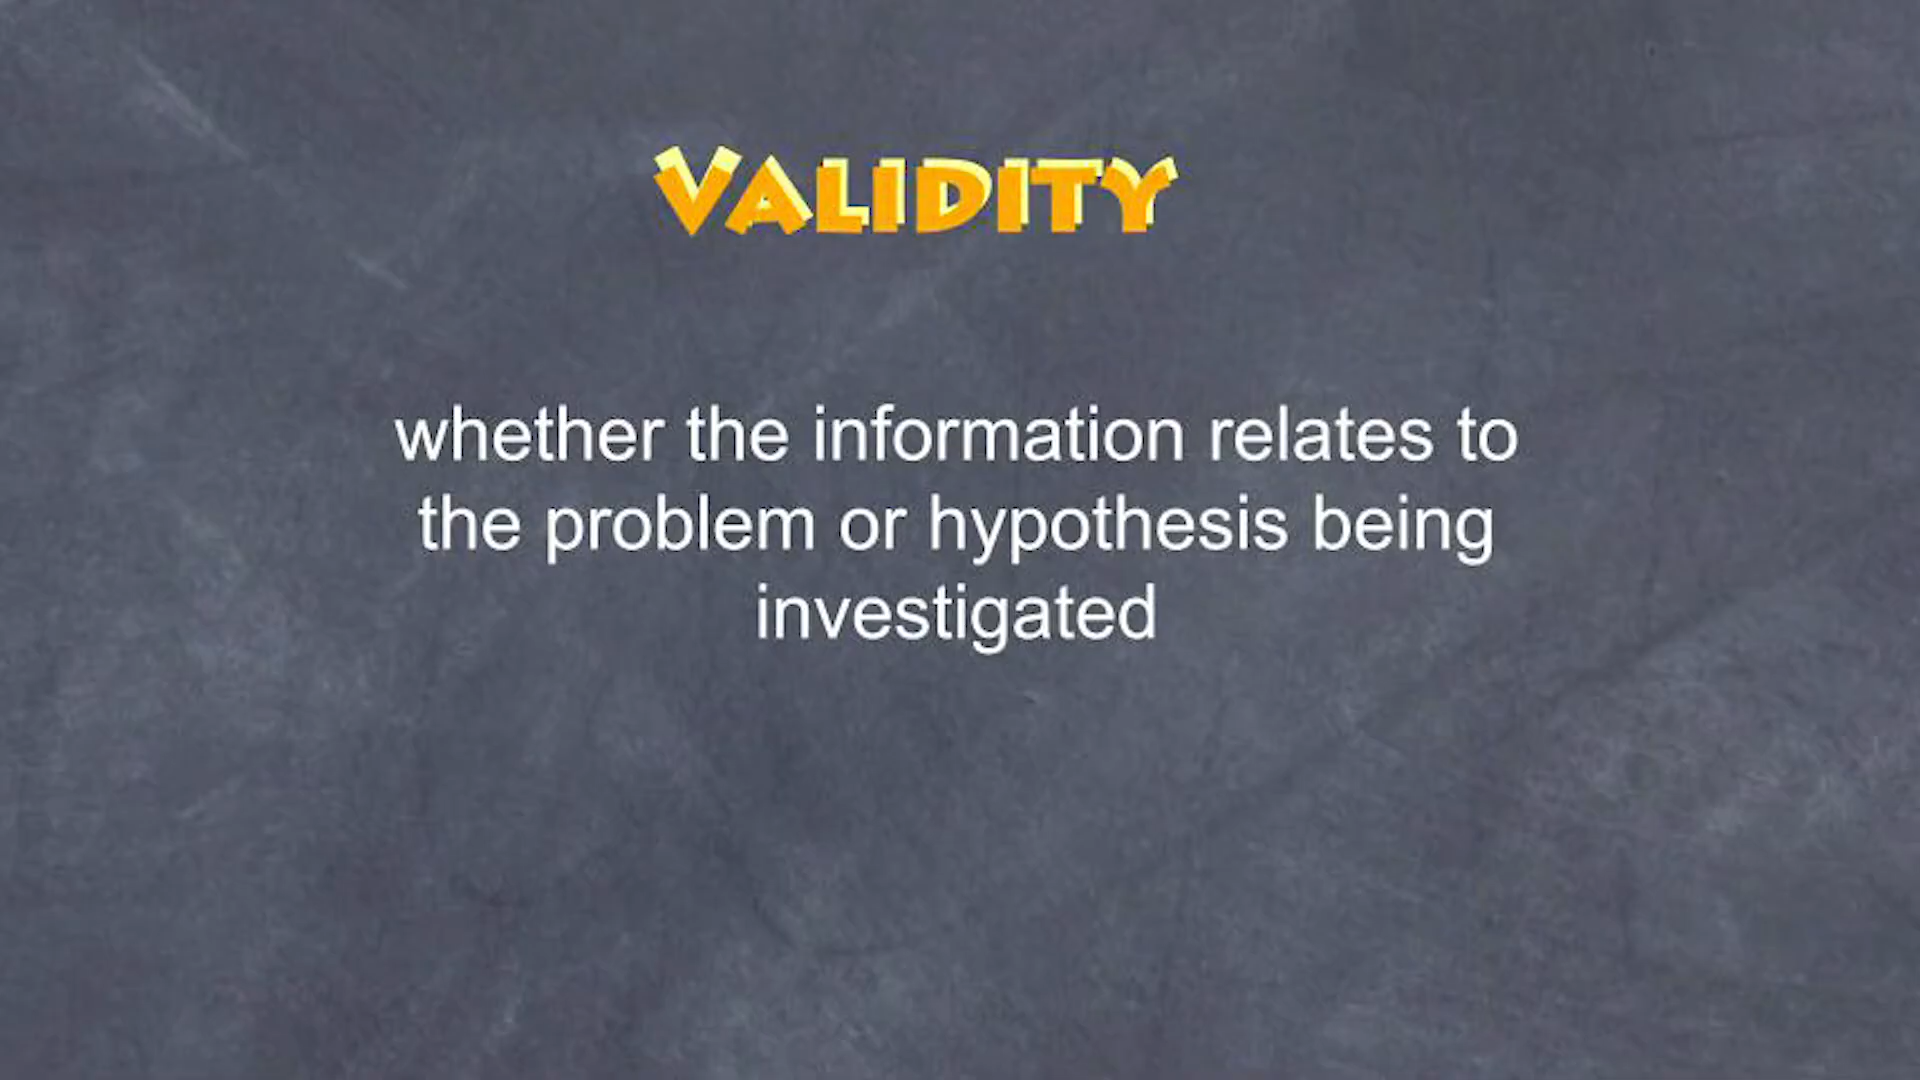 VALIDITY
whether the information relates to
the problem or hypothesis being
investigated